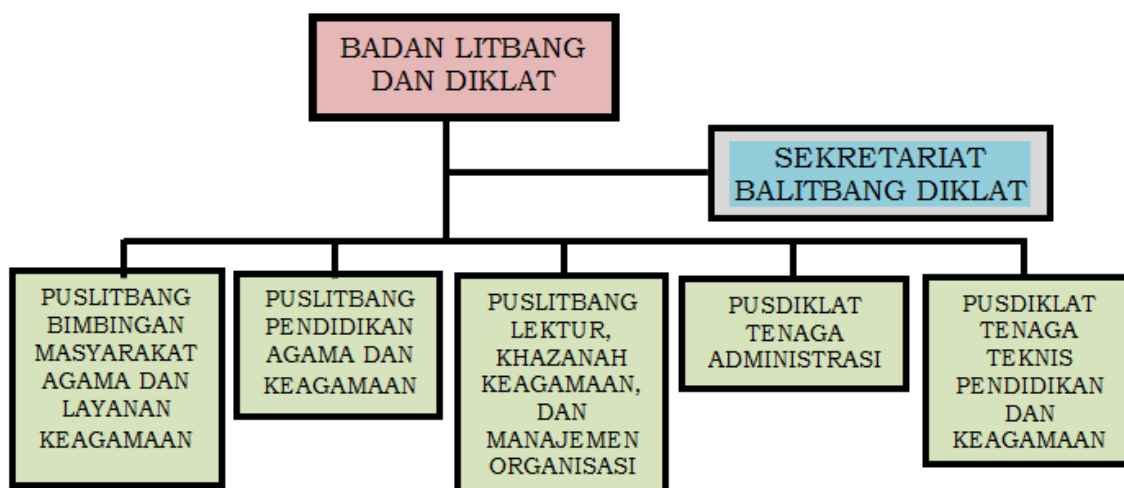 BADAN LITBANG
DAN DIKLAT
SEKRETARIAT
BALITBANG DIKLAT
PUSLITBANG
BIMBINGAN
MASYARAKAT
AGAMA DAN
LAYANAN
KEAGAMAAN
PUSLITBANG
PENDIDIKAN
AGAMA DAN
KEAGAMAAN
PUSLITBANG
LEKTUR,
KHAZANAH
KEAGAMAAN,
DAN
MANAJEMEN
ORGANISASI
PUSDIKLAT
TENAGA
ADMINISTRASI
PUSDIKLAT
TENAGA
TEKNIS
PENDIDIKAN
DAN
KEAGAMAAN